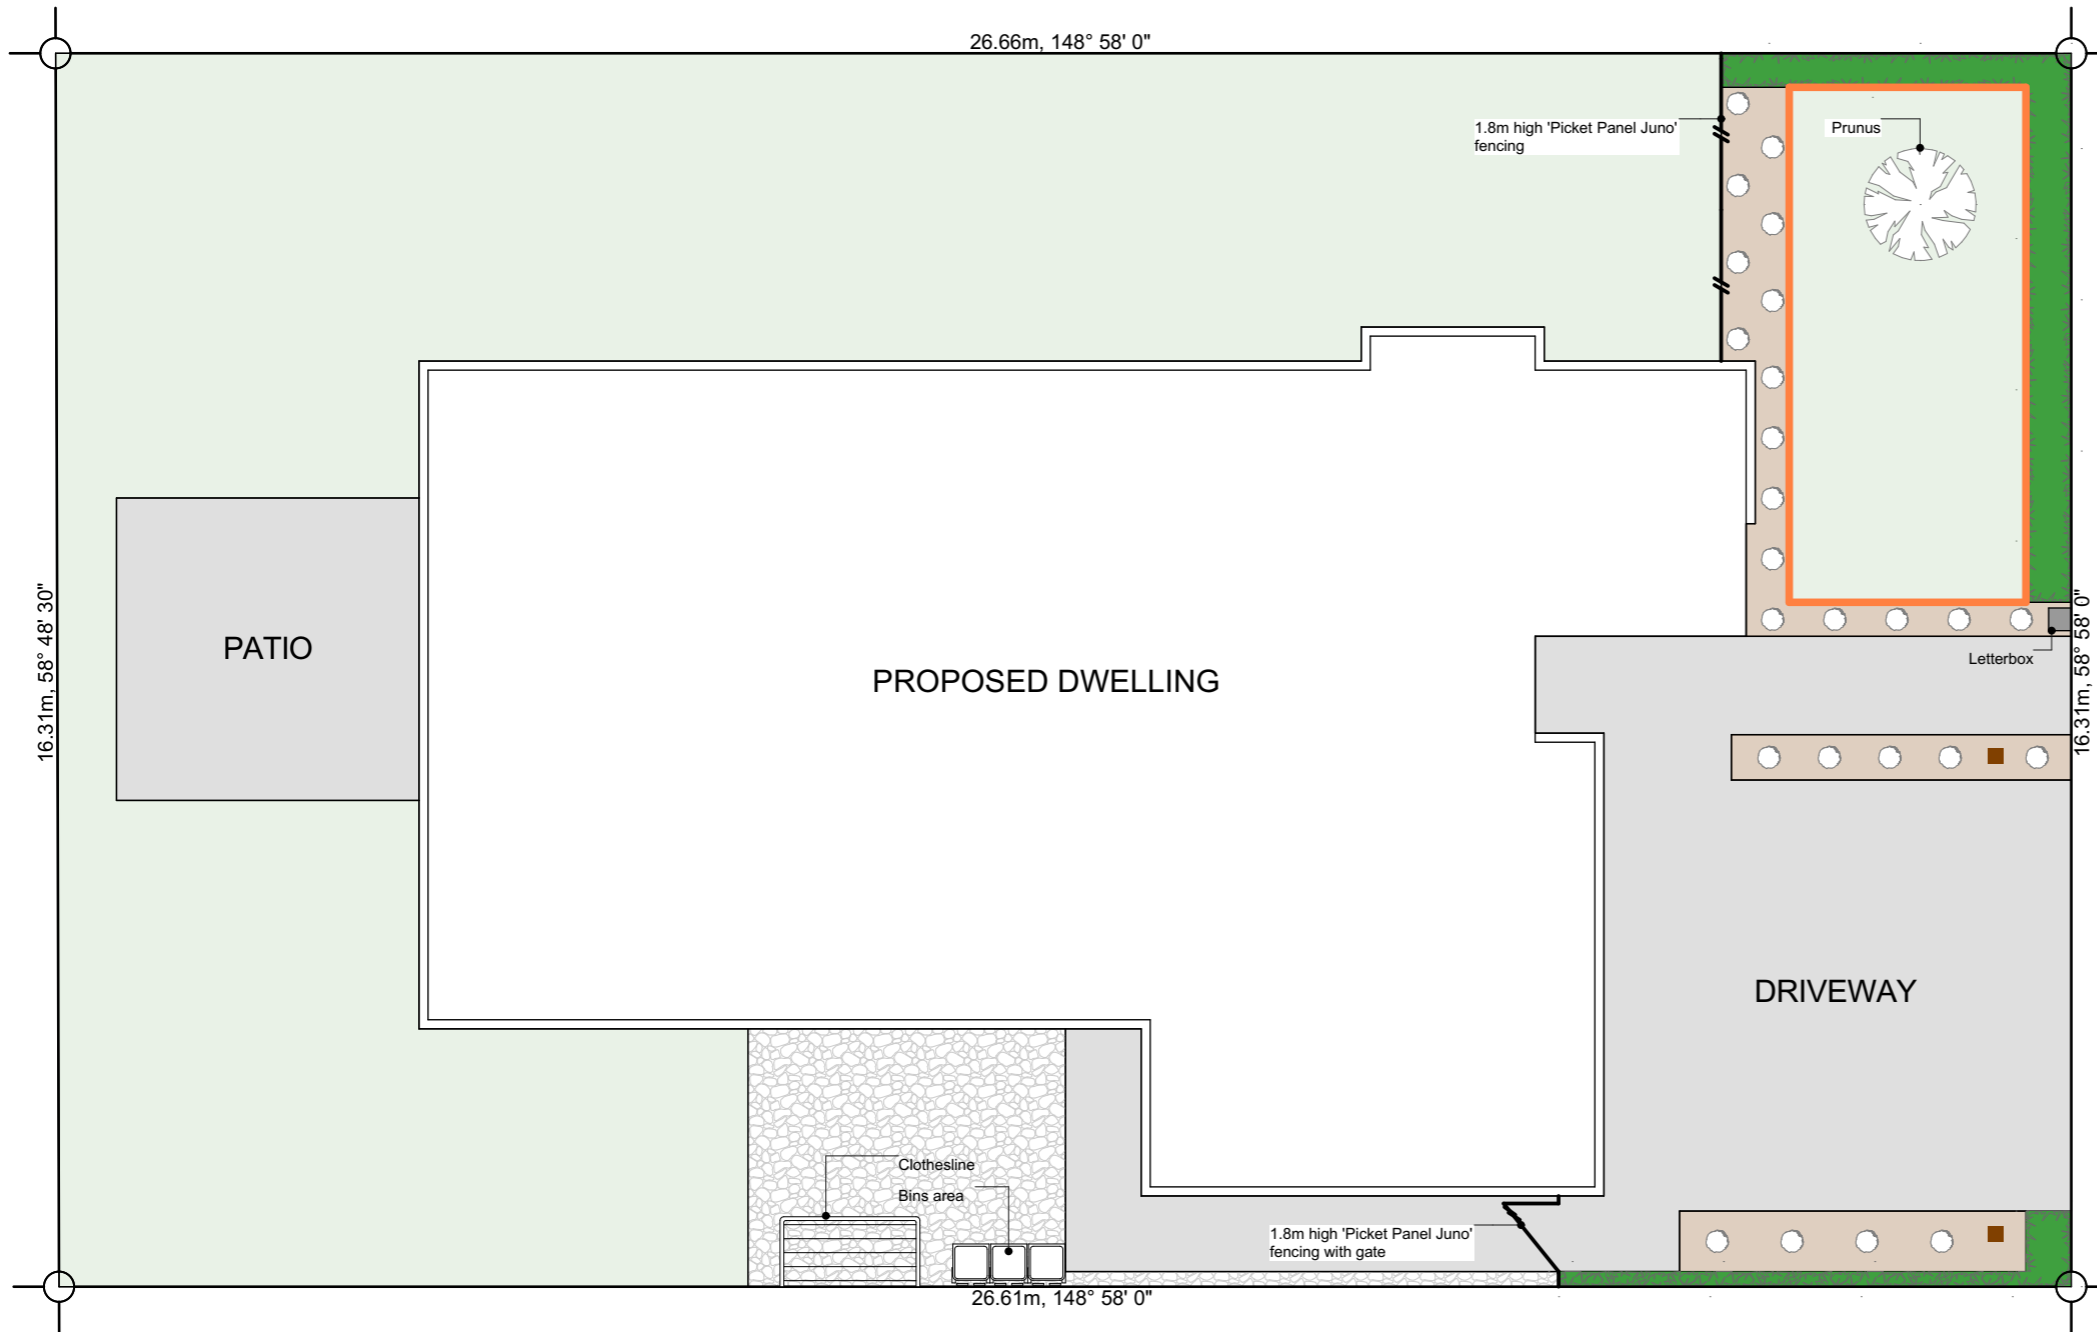 26.66m, 148° 58' 0"
1.8m high 'Picket Panel Juno'
fencing
Prunus
16.31m, 58° 48' 30"
PATIO
PROPOSED DWELLING
Letterbox
16.31m, 58° 58' 0"
DRIVEWAY
Clothesline
Bins area
1.8m high 'Picket Panel Juno'
fencing with gate
26.61m, 148° 58' 0"